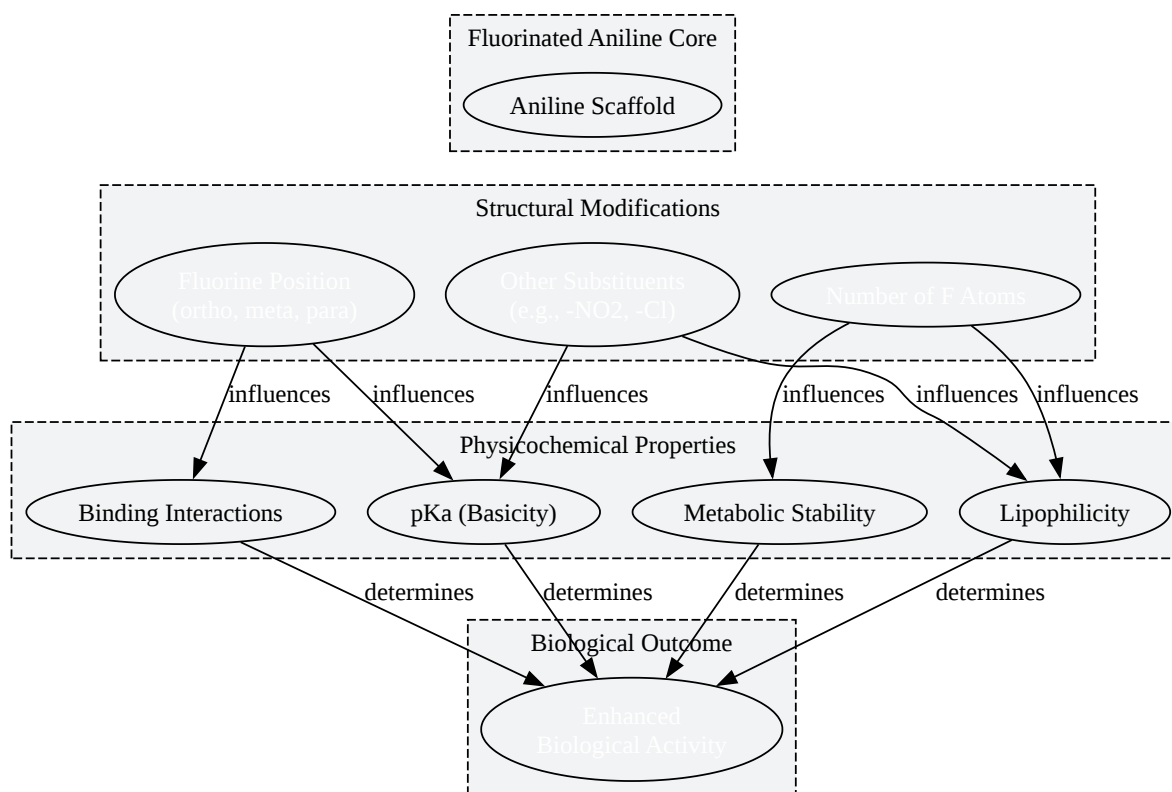 Fluorinated Aniline Core
Aniline Scaffold
Structural Modifications
Fluorine Position
(ortho, meta, para)
Other Substituents
(e.g., -NO2, -Cl)
Number of F Atoms
influences
influences
influences
influences
influences
influences
Physicochemical Properties
Binding Interactions
pKa (Basicity)
Metabolic Stability
Lipophilicity
determines
determines
determines
determines
Biological Outcome
Enhanced
Biological Activity